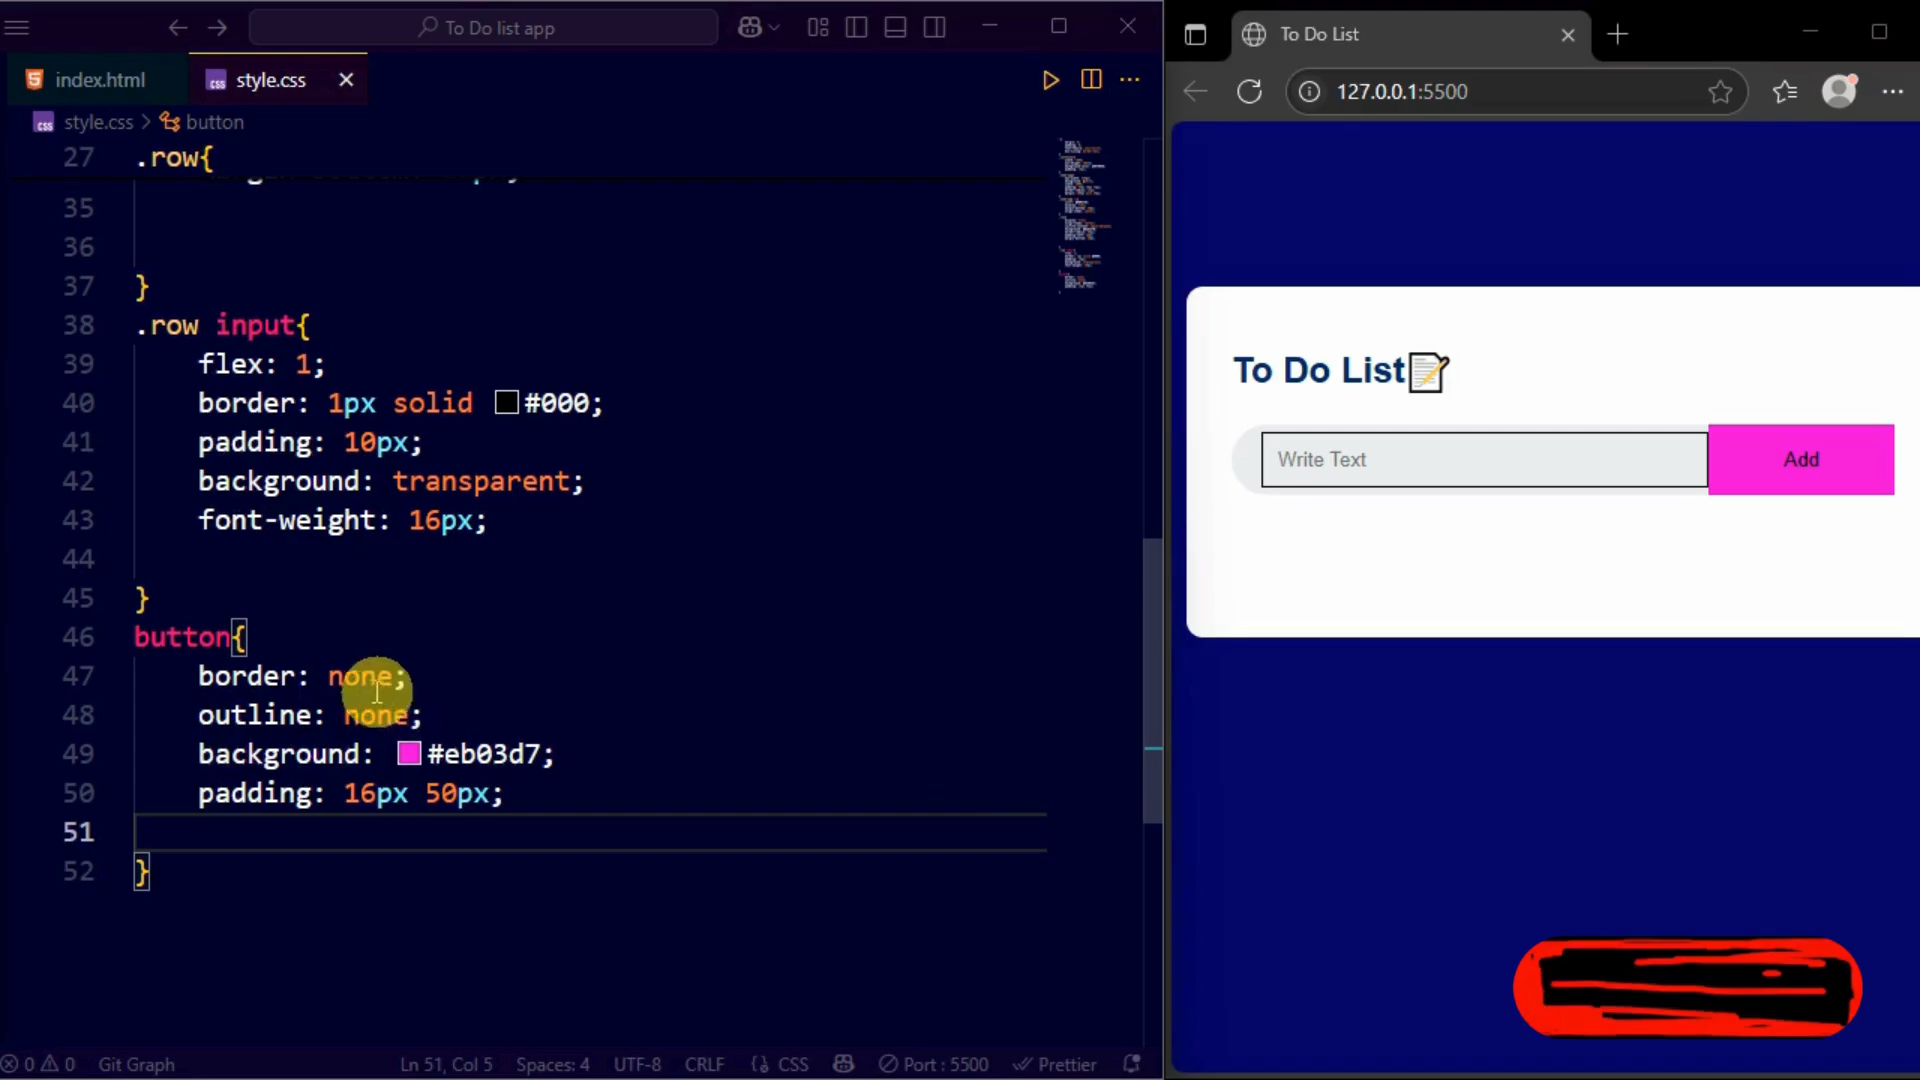 To Do list app
index.html
style.css
style.css > button
27 .row{
35
36
37 }
38 .row input{
39 flex: 1;
40 border: 1px solid #000;
41 padding: 10px;
42 background: transparent;
43 font-weight: 16px;
44
45 }
46 button{
47 border: none;
48 outline: none;
49 background: #eb03d7;
50 padding: 16px 50px;
51
52 }
0 0 Git Graph Ln 51, Col 5 Spaces: 4 UTF-8 CRLF {} CSS Port : 5500 Prettier
To Do List
127.0.0.1:5500
To Do List📝
Write Text Add